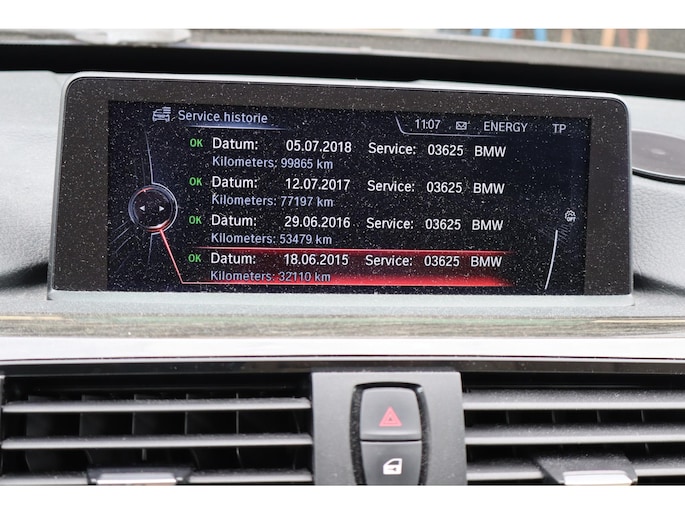 Service historie
11:07 ENERGY TP
OK Datum: 05.07.2018 Service: 03625 BMW
Kilometers: 99865 km
OK Datum: 12.07.2017 Service: 03625 BMW
Kilometers: 77197 km
OK Datum: 29.06.2016 Service: 03625 BMW
Kilometers: 53479 km
OK Datum: 18.06.2015 Service: 03625 BMW
Kilometers: 32110 km
OFF